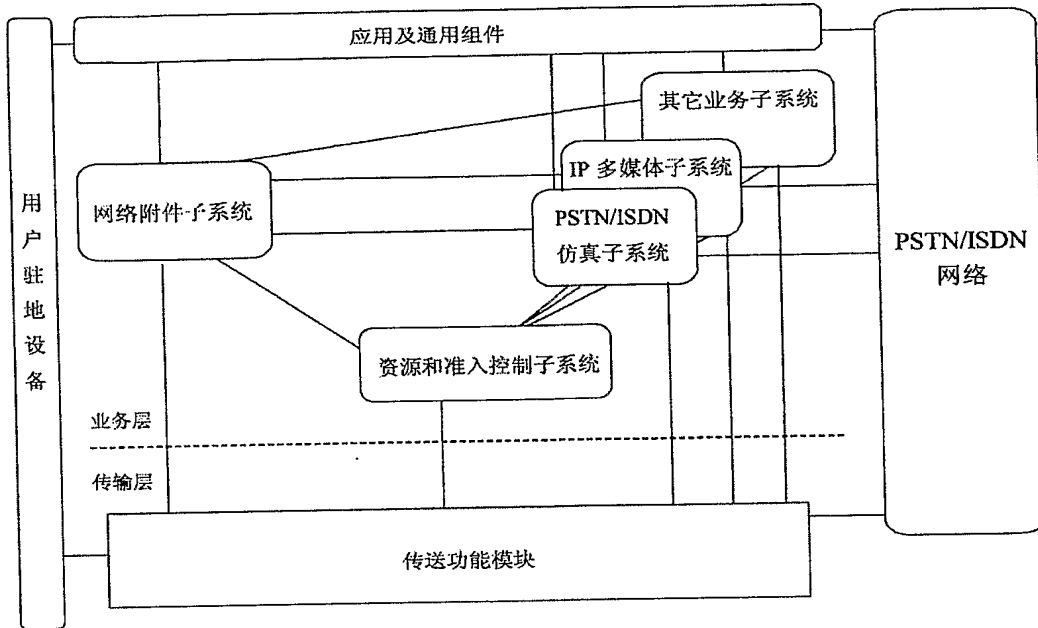 应用及通用组件
其它业务子系统
IP 多媒体子系统
网络附件子系统
PSTN/ISDN
仿真子系统
用户驻地设备
PSTN/ISDN
网络
资源和准入控制子系统
业务层
传输层
传送功能模块